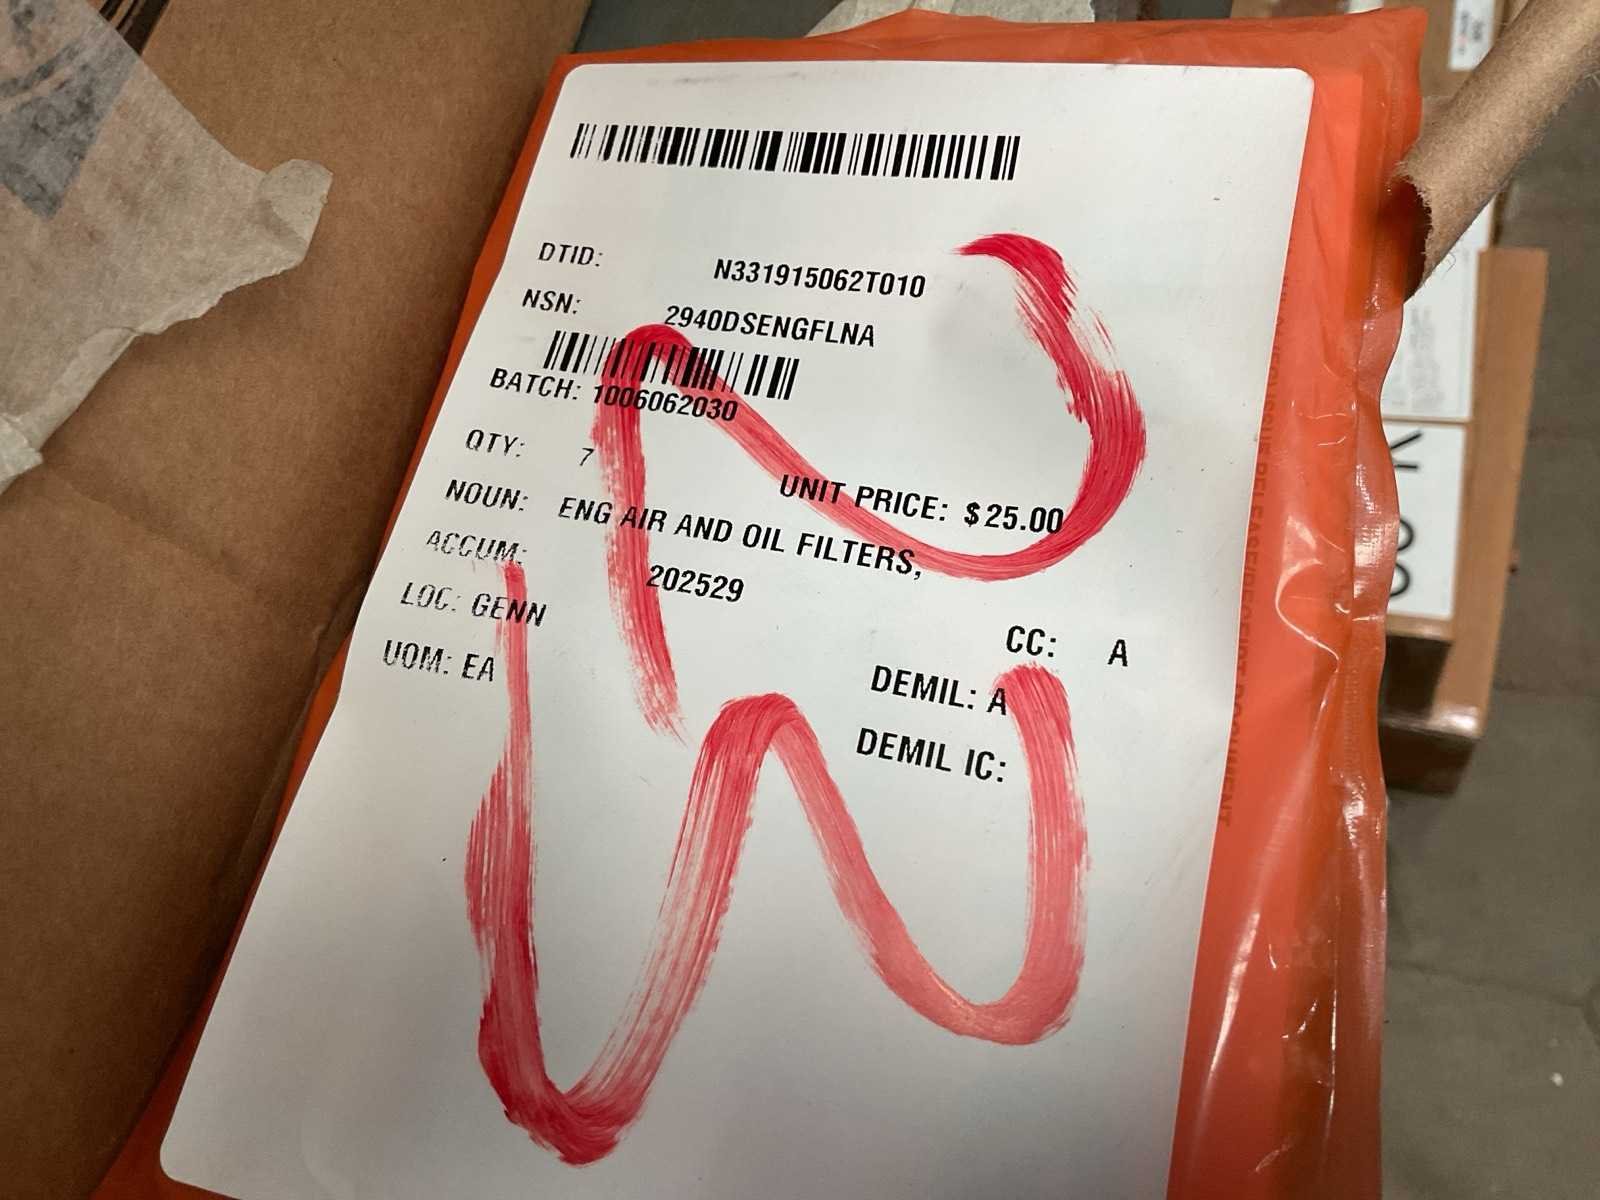 DTID: N331915062T010
NSN: 2940DSENGFLNA
BATCH: 1006062030
QTY: 7
UNIT PRICE: $25.00
NOUN: ENG AIR AND OIL FILTERS,
202529
ACCUM:
LOC: GENN
UOM: EA
CC: A
DEMIL: A
DEMIL IC: